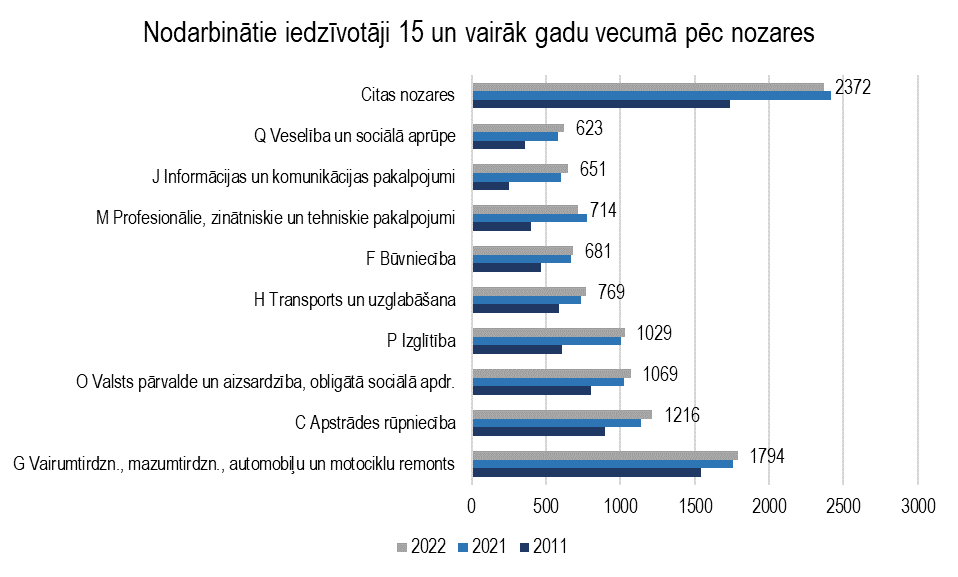 Nodarbinātie iedzīvotāji 15 un vairāk gadu vecumā pēc nozares
Citas nozares 2372
Q Veselība un sociālā aprūpe 623
J Informācijas un komunikācijas pakalpojumi 651
M Profesionālie, zinātniskie un tehniskie pakalpojumi 714
F Būvniecība 681
H Transports un uzglabāšana 769
P Izglītība 1029
O Valsts pārvalde un aizsardzība, obligātā sociālā apdr. 1069
C Apstrādes rūpniecība 1216
G Vairumtirdzn., mazumtirdzn., automobiļu un motociklu remonts 1794
0 500 1000 1500 2000 2500 3000
2022 2021 2011